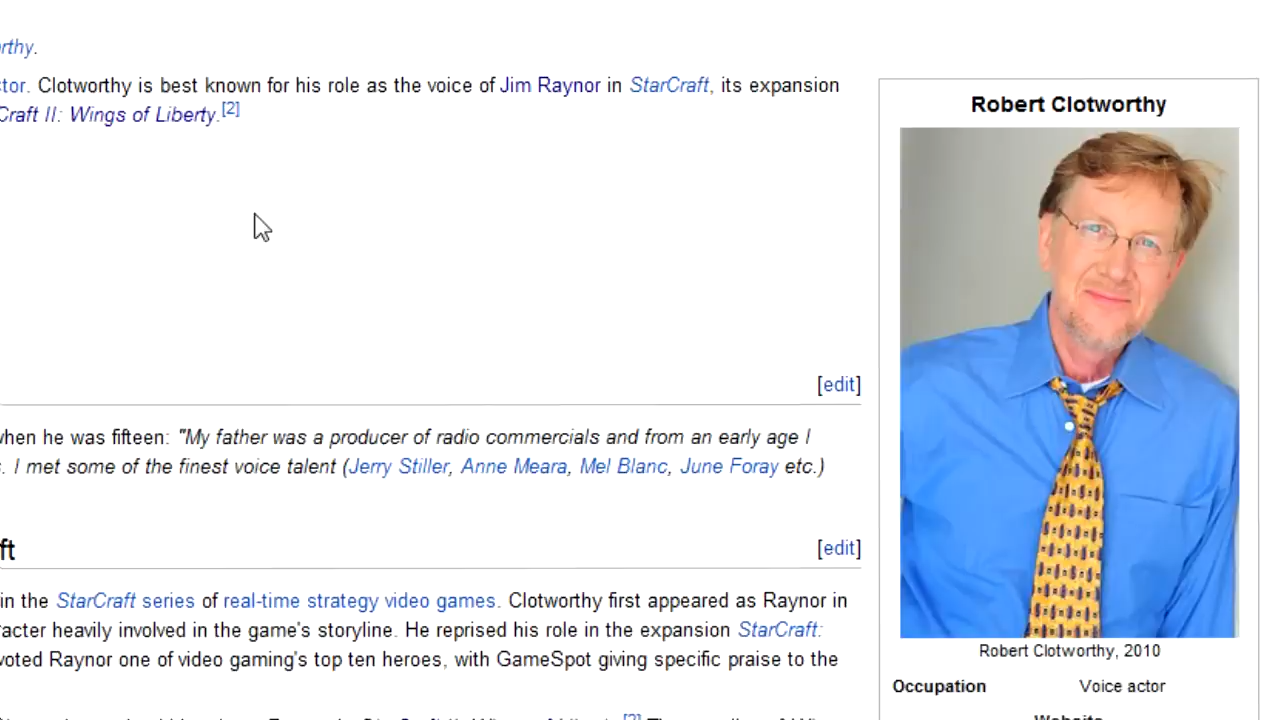 rthy.
tor. Clotworthy is best known for his role as the voice of Jim Raynor in StarCraft, its expansion
Craft II: Wings of Liberty.[2]
[edit]
when he was fifteen: "My father was a producer of radio commercials and from an early age I
s. I met some of the finest voice talent (Jerry Stiller, Anne Meara, Mel Blanc, June Foray etc.)
ft
[edit]
in the StarCraft series of real-time strategy video games. Clotworthy first appeared as Raynor in
racter heavily involved in the game's storyline. He reprised his role in the expansion StarCraft:
voted Raynor one of video gaming's top ten heroes, with GameSpot giving specific praise to the
Robert Clotworthy
Robert Clotworthy, 2010
Occupation Voice actor
Website